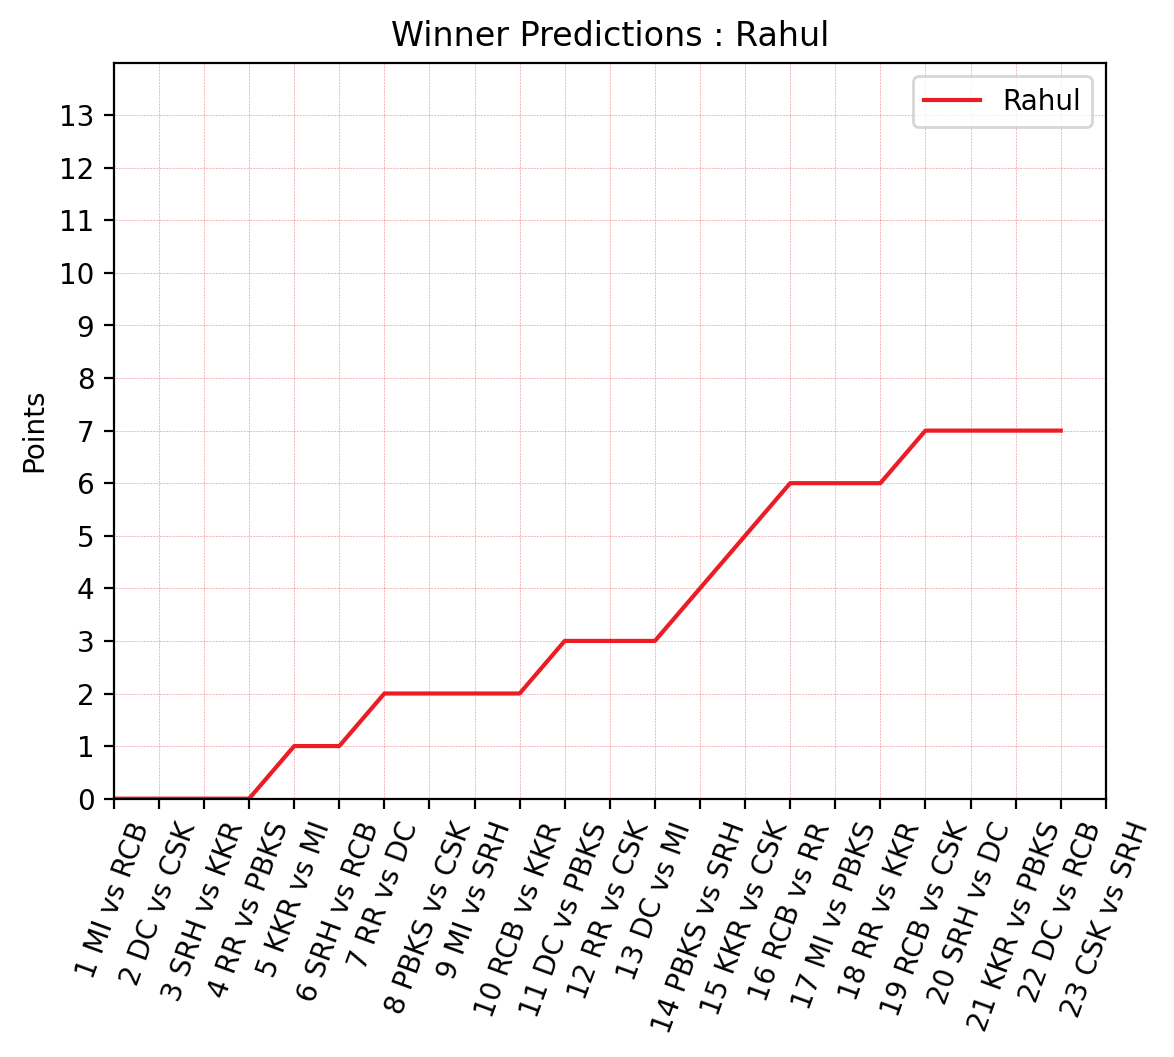 Winner Predictions : Rahul
Rahul
13
12
11
10
9
8
7
6
5
4
3
2
1
0
Points
1 MI vs RCB
2 DC vs CSK
3 SRH vs KKR
4 RR vs PBKS
5 KKR vs MI
6 SRH vs RCB
7 RR vs DC
8 PBKS vs CSK
9 MI vs SRH
10 RCB vs KKR
11 DC vs PBKS
12 RR vs CSK
13 DC vs MI
14 PBKS vs SRH
15 KKR vs CSK
16 RCB vs RR
17 MI vs PBKS
18 RR vs KKR
19 RCB vs CSK
20 SRH vs DC
21 KKR vs PBKS
22 DC vs RCB
23 CSK vs SRH